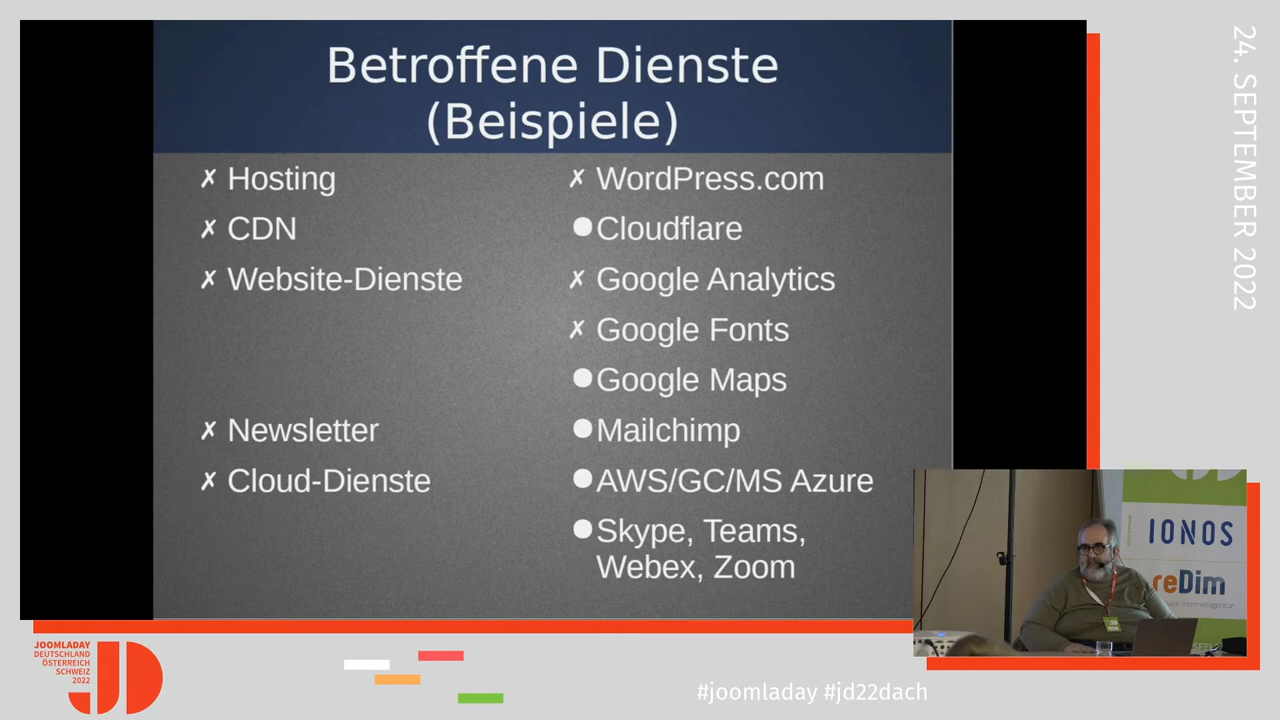 Betroffene Dienste
(Beispiele)
✗ Hosting
✗ CDN
✗ Website-Dienste
✗ Newsletter
✗ Cloud-Dienste
✗ WordPress.com
●Cloudflare
✗ Google Analytics
✗ Google Fonts
●Google Maps
●Mailchimp
●AWS/GC/MS Azure
●Skype, Teams,
Webex, Zoom
24. SEPTEMBER 2022
IONOS
reDim
JOOMLADAY
DEUTSCHLAND
ÖSTERREICH
SCHWEIZ
2022
JD
#joomladay #jd22dach